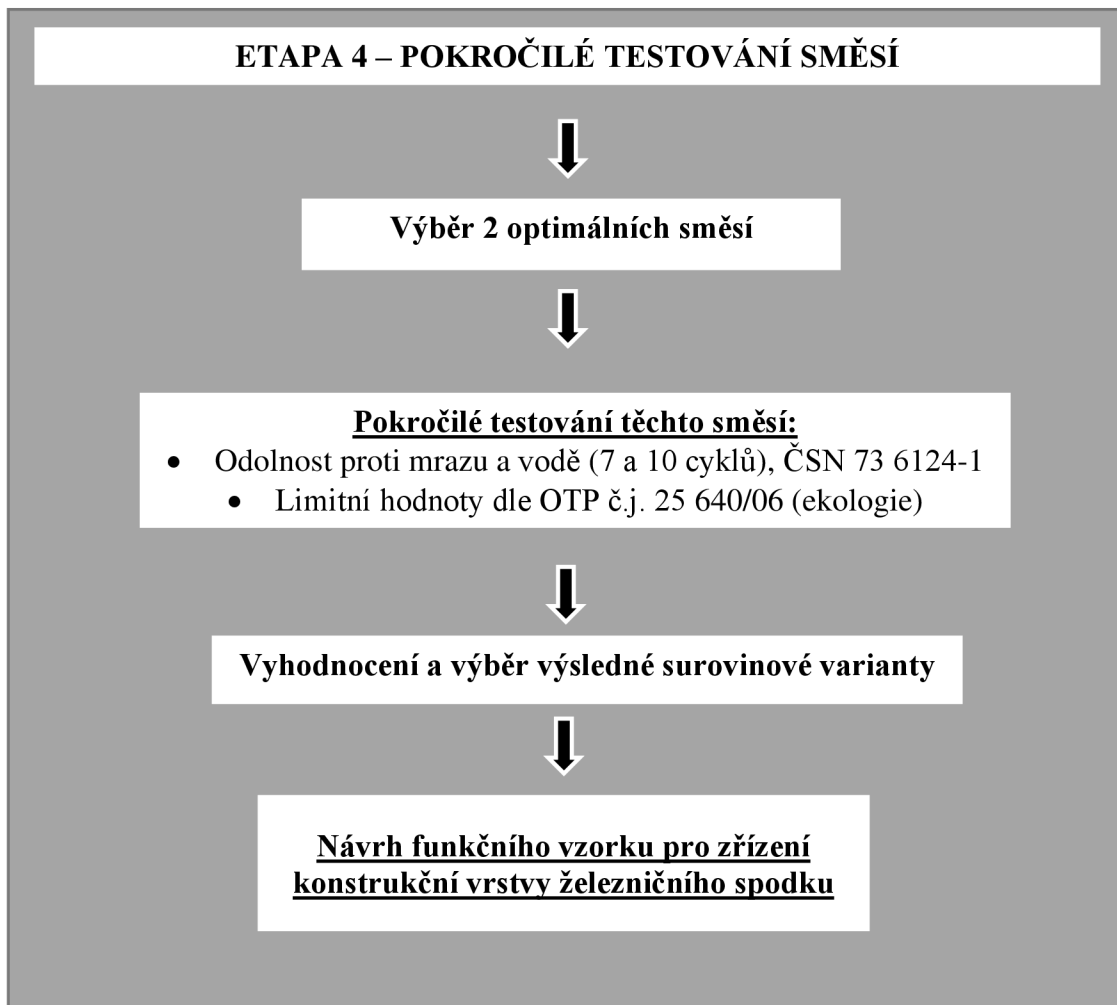 ETAPA 4 – POKROČILÉ TESTOVÁNÍ SMĚSÍ
Výběr 2 optimálních směsí
Pokročilé testování těchto směsí:
• Odolnost proti mrazu a vodě (7 a 10 cyklů), ČSN 73 6124-1
• Limitní hodnoty dle OTP č.j. 25 640/06 (ekologie)
Vyhodnocení a výběr výsledné surovinové varianty
Návrh funkčního vzorku pro zřízení
konstrukční vrstvy železničního spodku